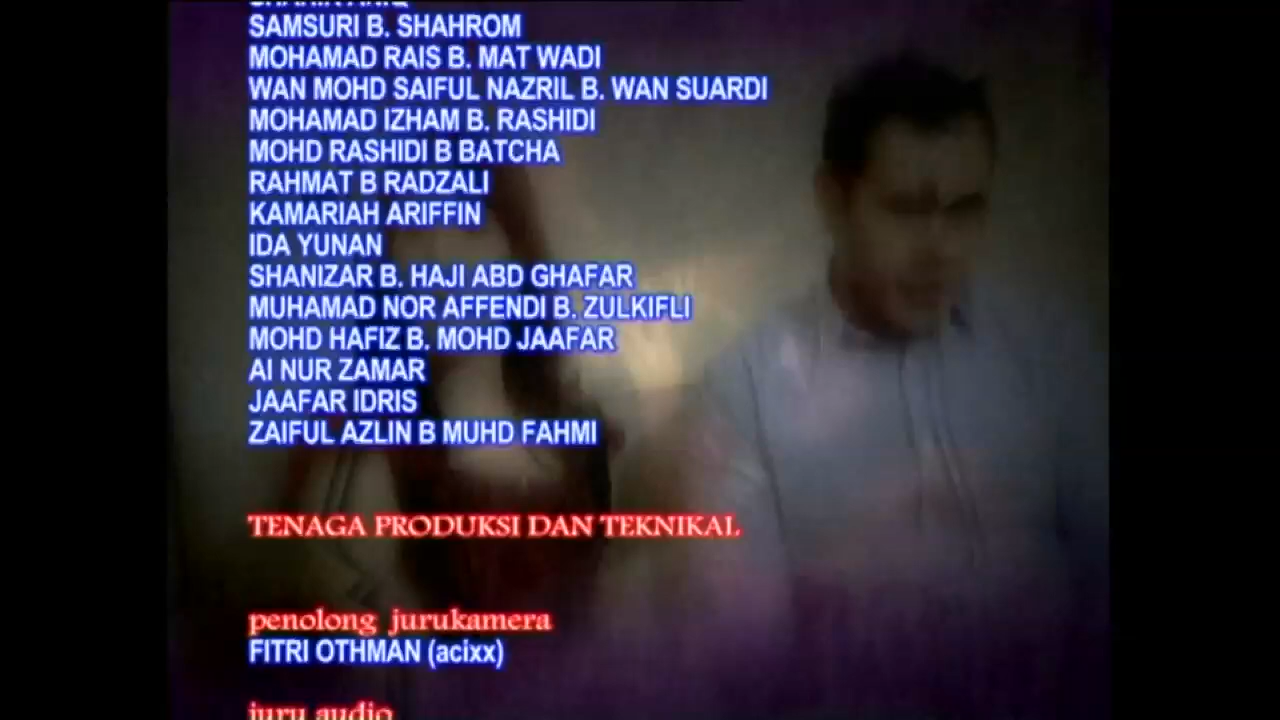 SAMSURI B. SHAHROM
MOHAMAD RAIS B. MAT WADI
WAN MOHD SAIFUL NAZRIL B. WAN SUARDI
MOHAMAD IZHAM B. RASHIDI
MOHD RASHIDI B BATCHA
RAHMAT B RADZALI
KAMARIAH ARIFFIN
IDA YUNAN
SHANIZAR B. HAJI ABD GHAFAR
MUHAMAD NOR AFFENDI B. ZULKIFLI
MOHD HAFIZ B. MOHD JAAFAR
AI NUR ZAMAR
JAAFAR IDRIS
ZAIFUL AZLIN B MUHD FAHMI
TENAGA PRODUKSI DAN TEKNIKAL
penolong jurukamera
FITRI OTHMAN (acixx)
juru audio